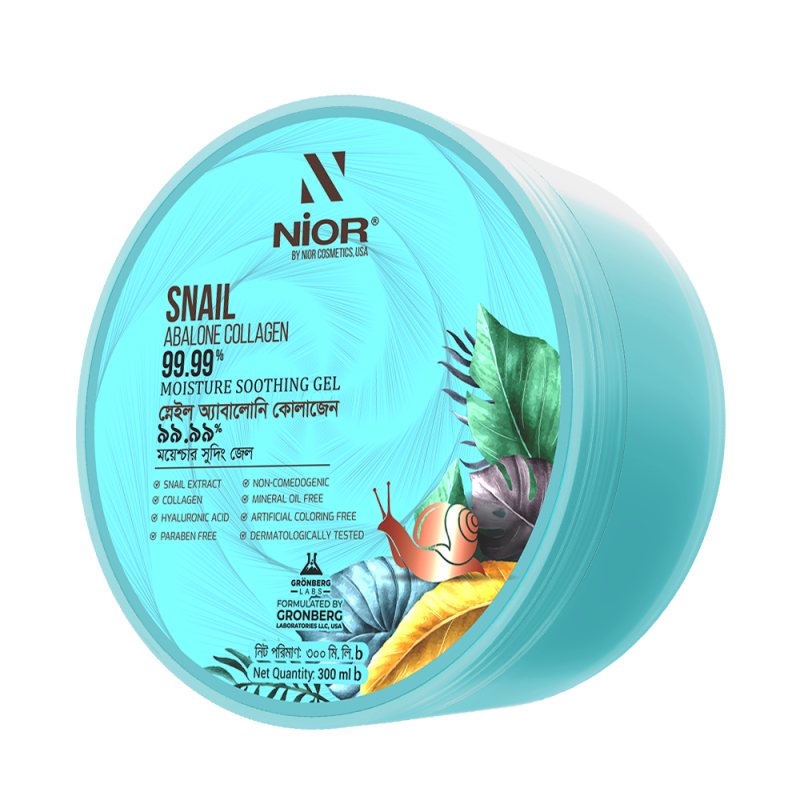 N
NiOR®
BY NIOR COSMETICS, USA
SNAIL
ABALONE COLLAGEN
99.99%
MOISTURE SOOTHING GEL
স্নেইল অ্যাবালোনি কোলাজেন
৯৯.৯৯%
ময়েশ্চার সুদিং জেল
SNAIL EXTRACT
NON-COMEDOGENIC
COLLAGEN
MINERAL OIL FREE
HYALURONIC ACID
ARTIFICIAL COLORING FREE
PARABEN FREE
DERMATOLOGICALLY TESTED
GRÖNBERG
LABS
FORMULATED BY
GRONBERG
LABORATORIES LLC, USA
নিট পরিমাণ: ৩০০ মি. লি. b
Net Quantity: 300 ml b